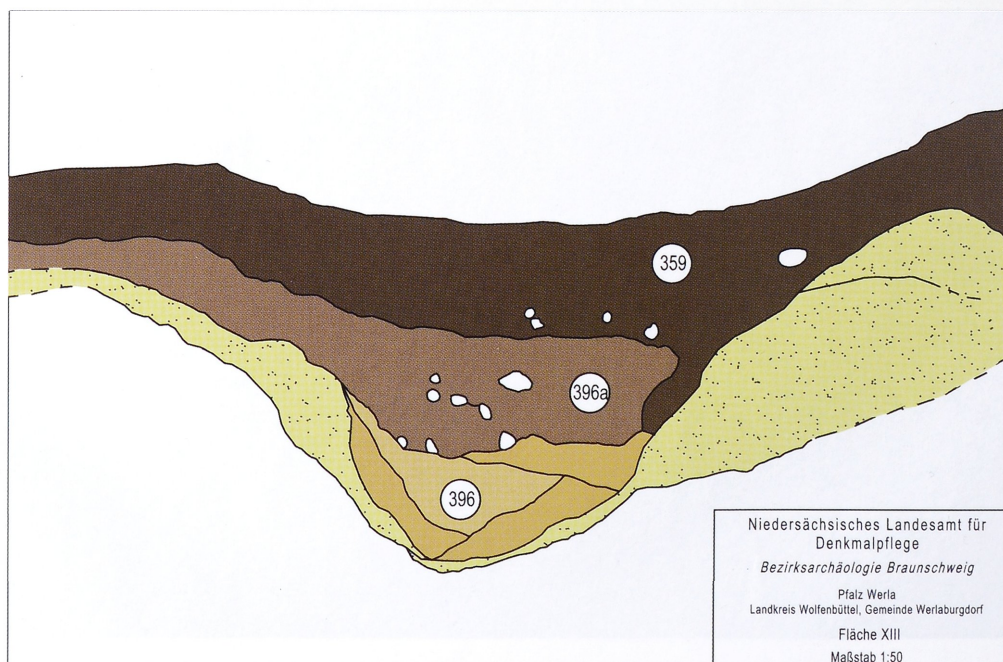 359
396a
396
Niedersächsisches Landesamt für
Denkmalpflege
Bezirksarchäologie Braunschweig
Pfalz Werla
Landkreis Wolfenbüttel, Gemeinde Werlaburgdorf
Fläche XIII
Maßstab 1:50